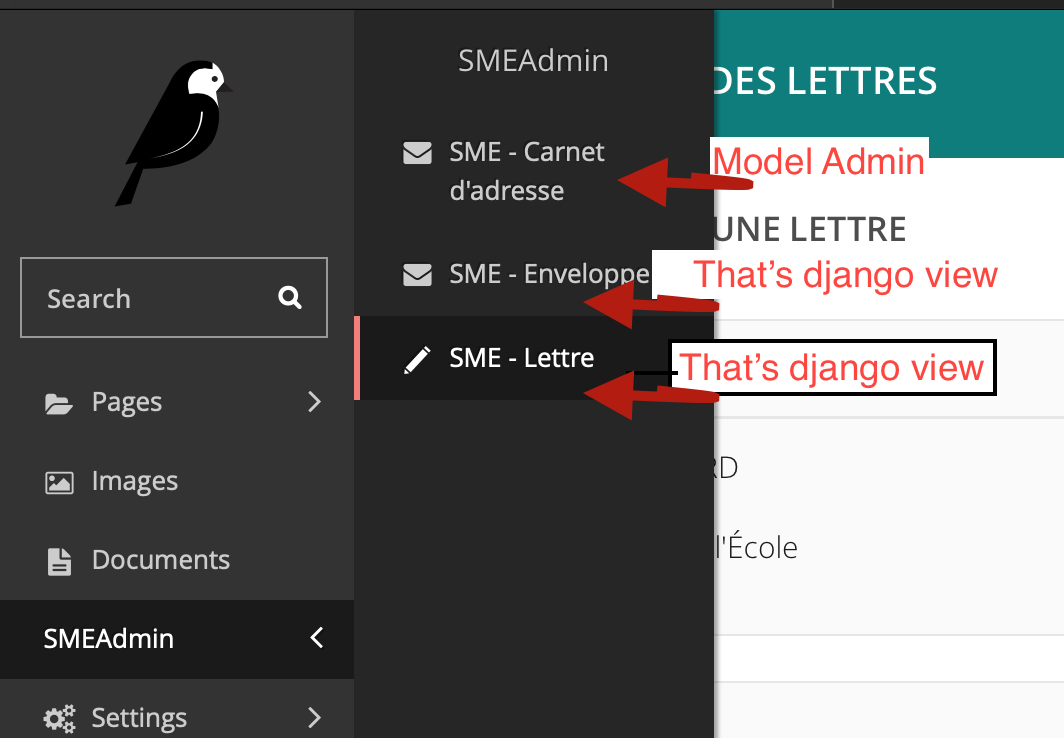 SMEAdmin
DES LETTRES
SME - Carnet
d'adresse
Model Admin
UNE LETTRE
SME - Enveloppe
That’s django view
Search
SME - Lettre
That’s django view
Pages
RD
Images
l'École
Documents
SMEAdmin
Settings